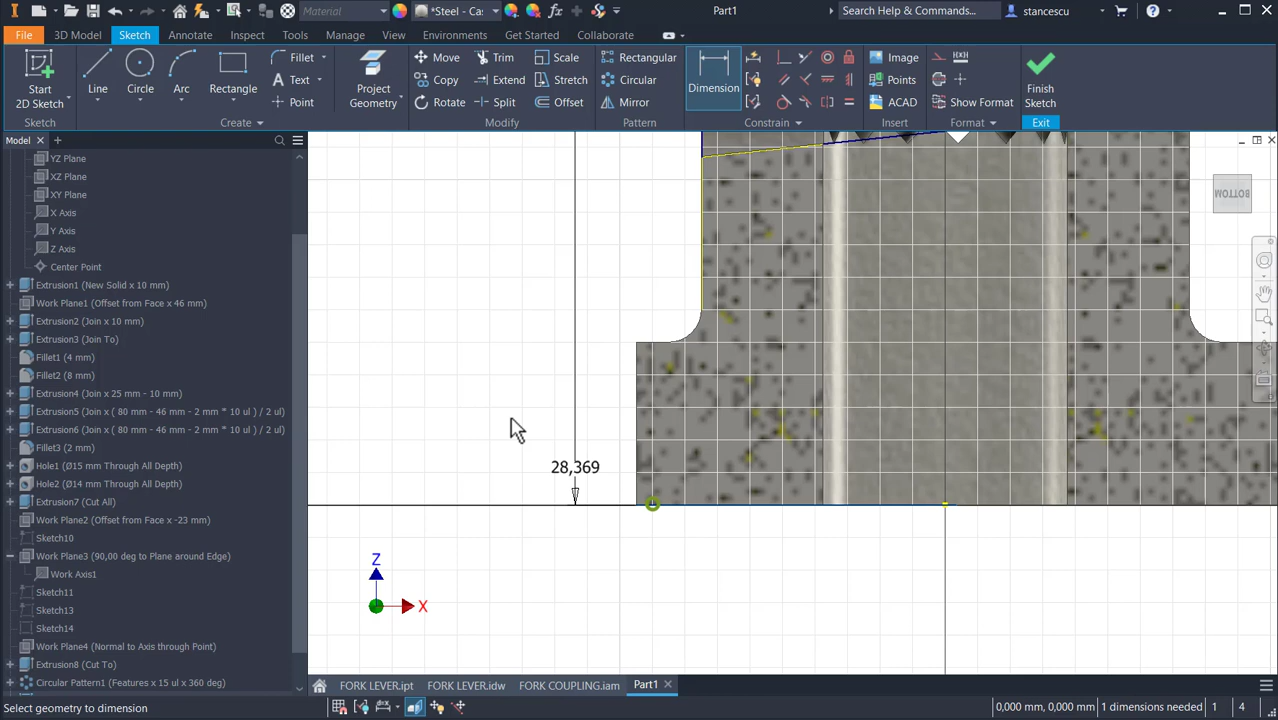 Material
*Steel - Cas
Part1
Search Help & Commands...
stancescu
File
3D Model
Sketch
Annotate
Inspect
Tools
Manage
View
Environments
Get Started
Collaborate
Start
2D Sketch
Line
Circle
Arc
Rectangle
Fillet
Text
Point
Project
Geometry
Move
Copy
Rotate
Trim
Extend
Split
Scale
Stretch
Offset
Rectangular
Circular
Mirror
Dimension
Image
Points
ACAD
Show Format
Finish
Sketch
Sketch
Create
Modify
Pattern
Constrain
Insert
Format
Exit
Model
YZ Plane
XZ Plane
XY Plane
X Axis
Y Axis
Z Axis
Center Point
Extrusion1 (New Solid x 10 mm)
Work Plane1 (Offset from Face x 46 mm)
Extrusion2 (Join x 10 mm)
Extrusion3 (Join To)
Fillet1 (4 mm)
Fillet2 (8 mm)
Extrusion4 (Join x 25 mm - 10 mm)
Extrusion5 (Join x ( 80 mm - 46 mm - 2 mm * 10 ul ) / 2 ul)
Extrusion6 (Join x ( 80 mm - 46 mm - 2 mm * 10 ul ) / 2 ul)
Fillet3 (2 mm)
Hole1 (Ø15 mm Through All Depth)
Hole2 (Ø14 mm Through All Depth)
Extrusion7 (Cut All)
Work Plane2 (Offset from Face x -23 mm)
Sketch10
Work Plane3 (90,00 deg to Plane around Edge)
Work Axis1
Sketch11
Sketch13
Sketch14
Work Plane4 (Normal to Axis through Point)
Extrusion8 (Cut To)
Circular Pattern1 (Features x 15 ul x 360 deg)
BOTTOM
28,369
Z
X
FORK LEVER.ipt
FORK LEVER.idw
FORK COUPLING.iam
Part1
Select geometry to dimension
0,000 mm, 0,000 mm
1 dimensions needed
1
4